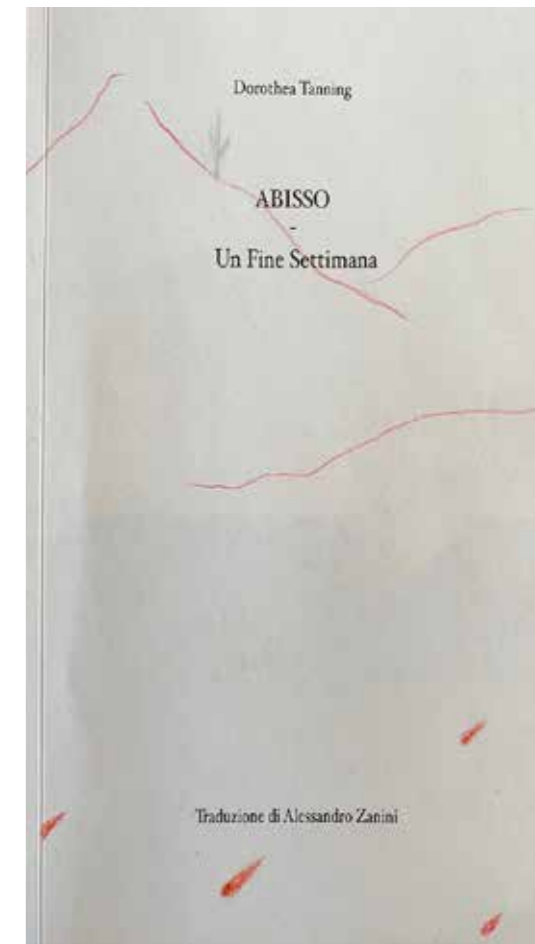 Dorothea Tanning
ABISSO
-
Un Fine Settimana
Traduzione di Alessandro Zanini